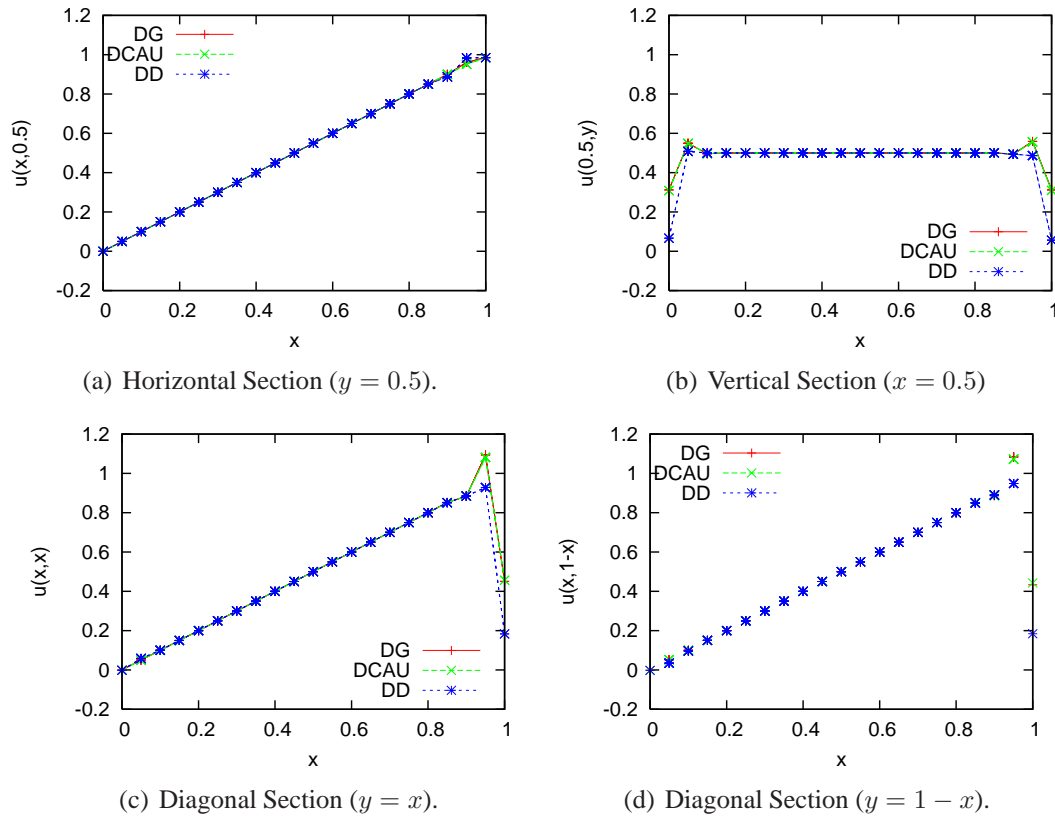 1.2
1
0.8
0.6
0.4
0.2
0
-0.2
u(x,0.5)
DG
DCAU
DD
0 0.2 0.4 0.6 0.8 1
x
(a) Horizontal Section (y = 0.5).
1.2
1
0.8
0.6
0.4
0.2
0
-0.2
u(0.5,y)
DG
DCAU
DD
0 0.2 0.4 0.6 0.8 1
x
(b) Vertical Section (x = 0.5)
1.2
1
0.8
0.6
0.4
0.2
0
-0.2
u(x,x)
DG
DCAU
DD
0 0.2 0.4 0.6 0.8 1
x
(c) Diagonal Section (y = x).
1.2
1
0.8
0.6
0.4
0.2
0
-0.2
u(x,1-x)
DG
DCAU
DD
0 0.2 0.4 0.6 0.8 1
x
(d) Diagonal Section (y = 1 − x).